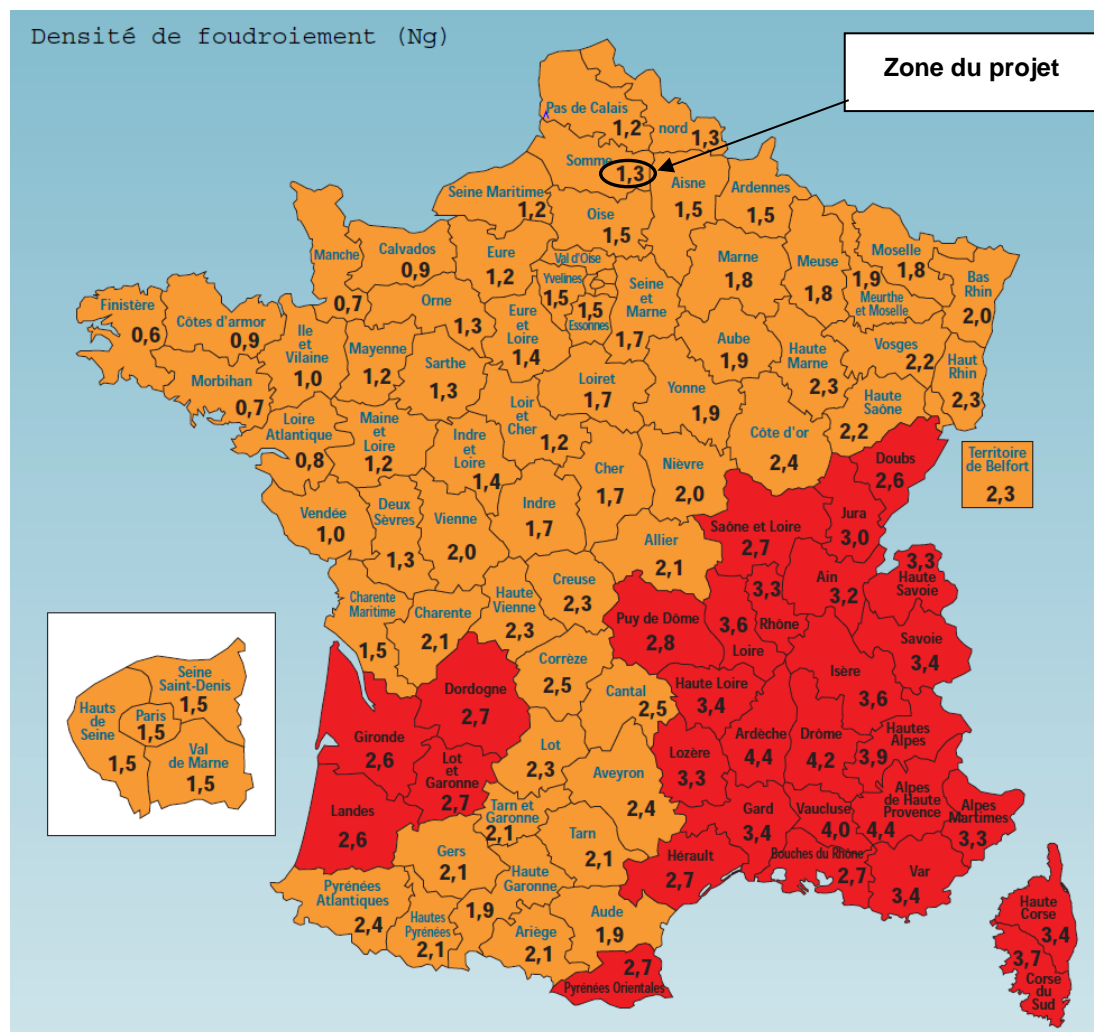 Densité de foudroiement (Ng)
Zone du projet
Pas de Calais
1,2
nord
1,3
Somme
1,3
Aisne
1,5
Ardennes
1,5
Seine Maritime
1,2
Oise
1,5
Manche
0,7
Calvados
0,9
Eure
1,2
Val d'Oise
Yvelines
1,5
1,5
Essonnes
Seine
et
Marne
1,7
Marne
1,8
Meuse
1,8
Moselle
1,8
1,9
Meurthe
et Moselle
Bas
Rhin
2,0
Finistère
0,6
Côtes d'armor
0,9
Ile
et
Vilaine
1,0
Morbihan
0,7
Orne
1,3
Mayenne
1,2
Sarthe
1,3
Eure
et
Loire
1,4
Loiret
1,7
Yonne
1,9
Aube
1,9
Haute
Marne
2,3
Vosges
2,2
Haut
Rhin
2,3
Haute
Saône
2,2
Loire
Atlantique
0,8
Maine
et
Loire
1,2
Indre
et
Loire
1,4
Loir
et
Cher
1,2
Cher
1,7
Nièvre
2,0
Côte d'or
2,4
Doubs
2,6
Territoire
de Belfort
2,3
Vendée
1,0
Deux
Sèvres
1,3
Vienne
2,0
Indre
1,7
Allier
2,1
Saône et Loire
2,7
Jura
3,0
Charente
Maritime
1,5
Charente
2,1
Haute
Vienne
2,3
Creuse
2,3
Puy de Dôme
2,8
3,6
Loire
3,3
Rhône
Ain
3,2
3,3
Haute
Savoie
Savoie
3,4
Isère
3,6
Seine
Saint-Denis
1,5
Hauts
de
Seine
1,5
Paris
1,5
Val
de Marne
1,5
Gironde
2,6
Dordogne
2,7
Corrèze
2,5
Cantal
2,5
Haute Loire
3,4
Ardèche
4,4
Drôme
4,2
Hautes
Alpes
3,9
Landes
2,6
Lot
et
Garonne
2,7
Lot
2,3
Aveyron
2,4
Lozère
3,3
Gard
3,4
Vaucluse
4,0
Alpes
de Haute
Provence
4,4
Alpes
Martimes
3,3
Tarn et
Garonne
2,1
Gers
2,1
Haute
Garonne
1,9
Tarn
2,1
Hérault
2,7
Bouches du Rhône
2,7
Var
3,4
Pyrénées
Atlantiques
2,4
Hautes
Pyrénées
2,1
Ariège
2,1
Aude
1,9
2,7
Pyrénées Orientales
Haute
Corse
3,4
3,7
Corse
du
Sud